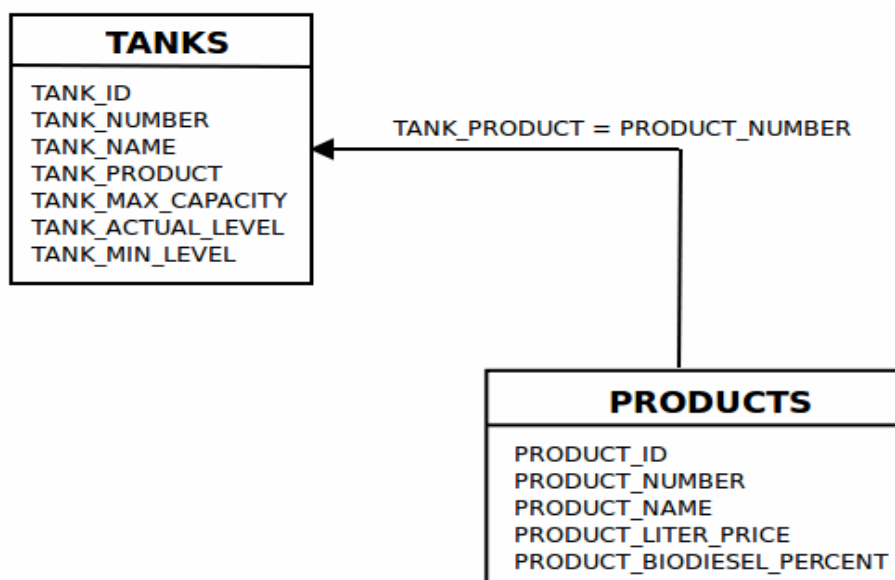 TANKS
TANK_ID
TANK_NUMBER
TANK_NAME
TANK_PRODUCT
TANK_MAX_CAPACITY
TANK_ACTUAL_LEVEL
TANK_MIN_LEVEL
TANK_PRODUCT = PRODUCT_NUMBER
PRODUCTS
PRODUCT_ID
PRODUCT_NUMBER
PRODUCT_NAME
PRODUCT_LITER_PRICE
PRODUCT_BIODIESEL_PERCENT